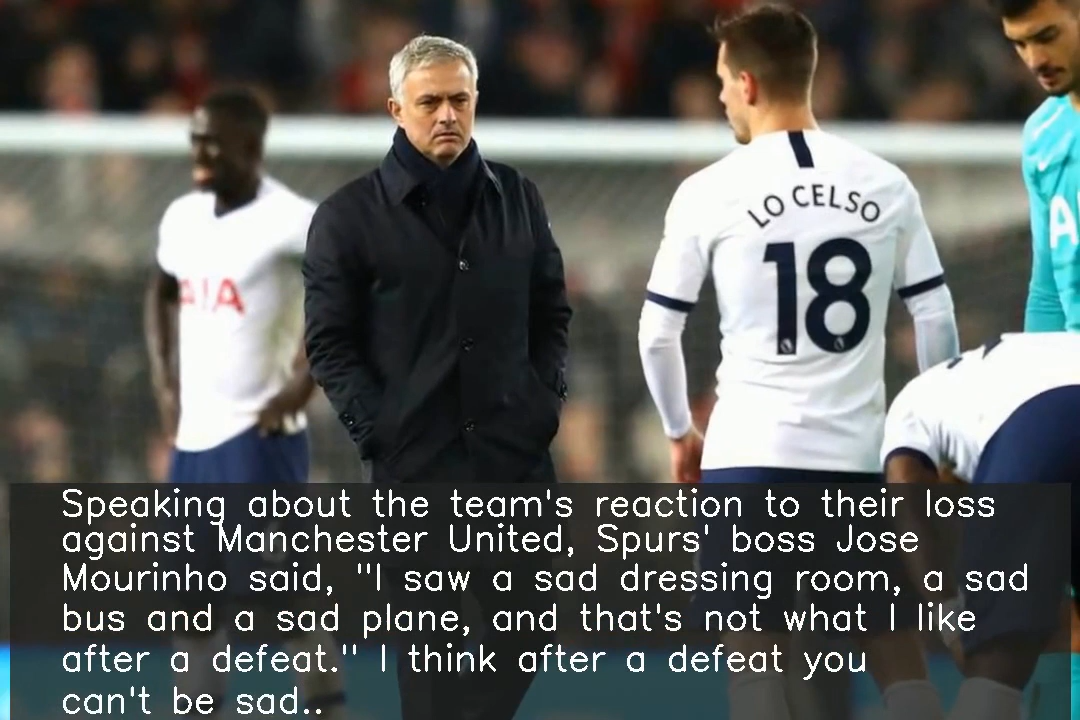 AIA
LO CELSO
18
A
Speaking about the team's reaction to their loss
against Manchester United, Spurs' boss Jose
Mourinho said, "I saw a sad dressing room, a sad
bus and a sad plane, and that's not what I like
after a defeat." I think after a defeat you
can't be sad..